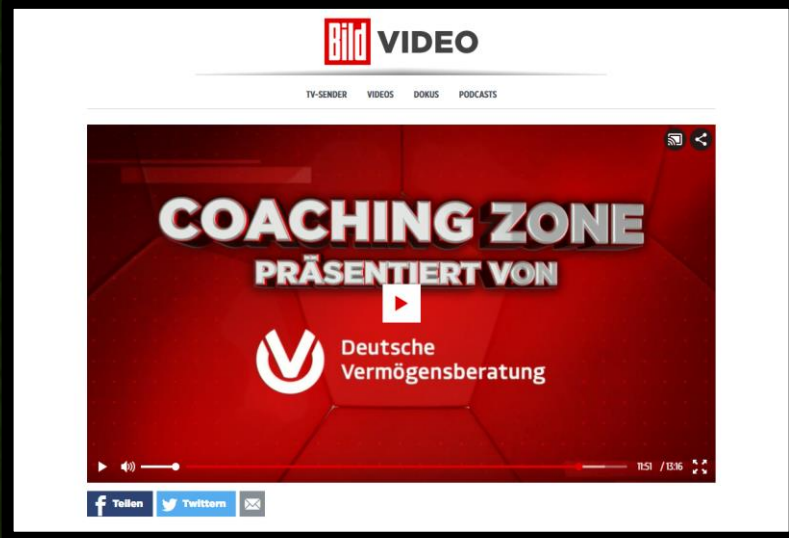 Bild VIDEO
TV-SENDER VIDEOS DOKUS PODCASTS
COACHING ZONE
PRÄSENTIERT VON
Deutsche
Vermögensberatung
11:51 / 13:16
f Teilen Twittern